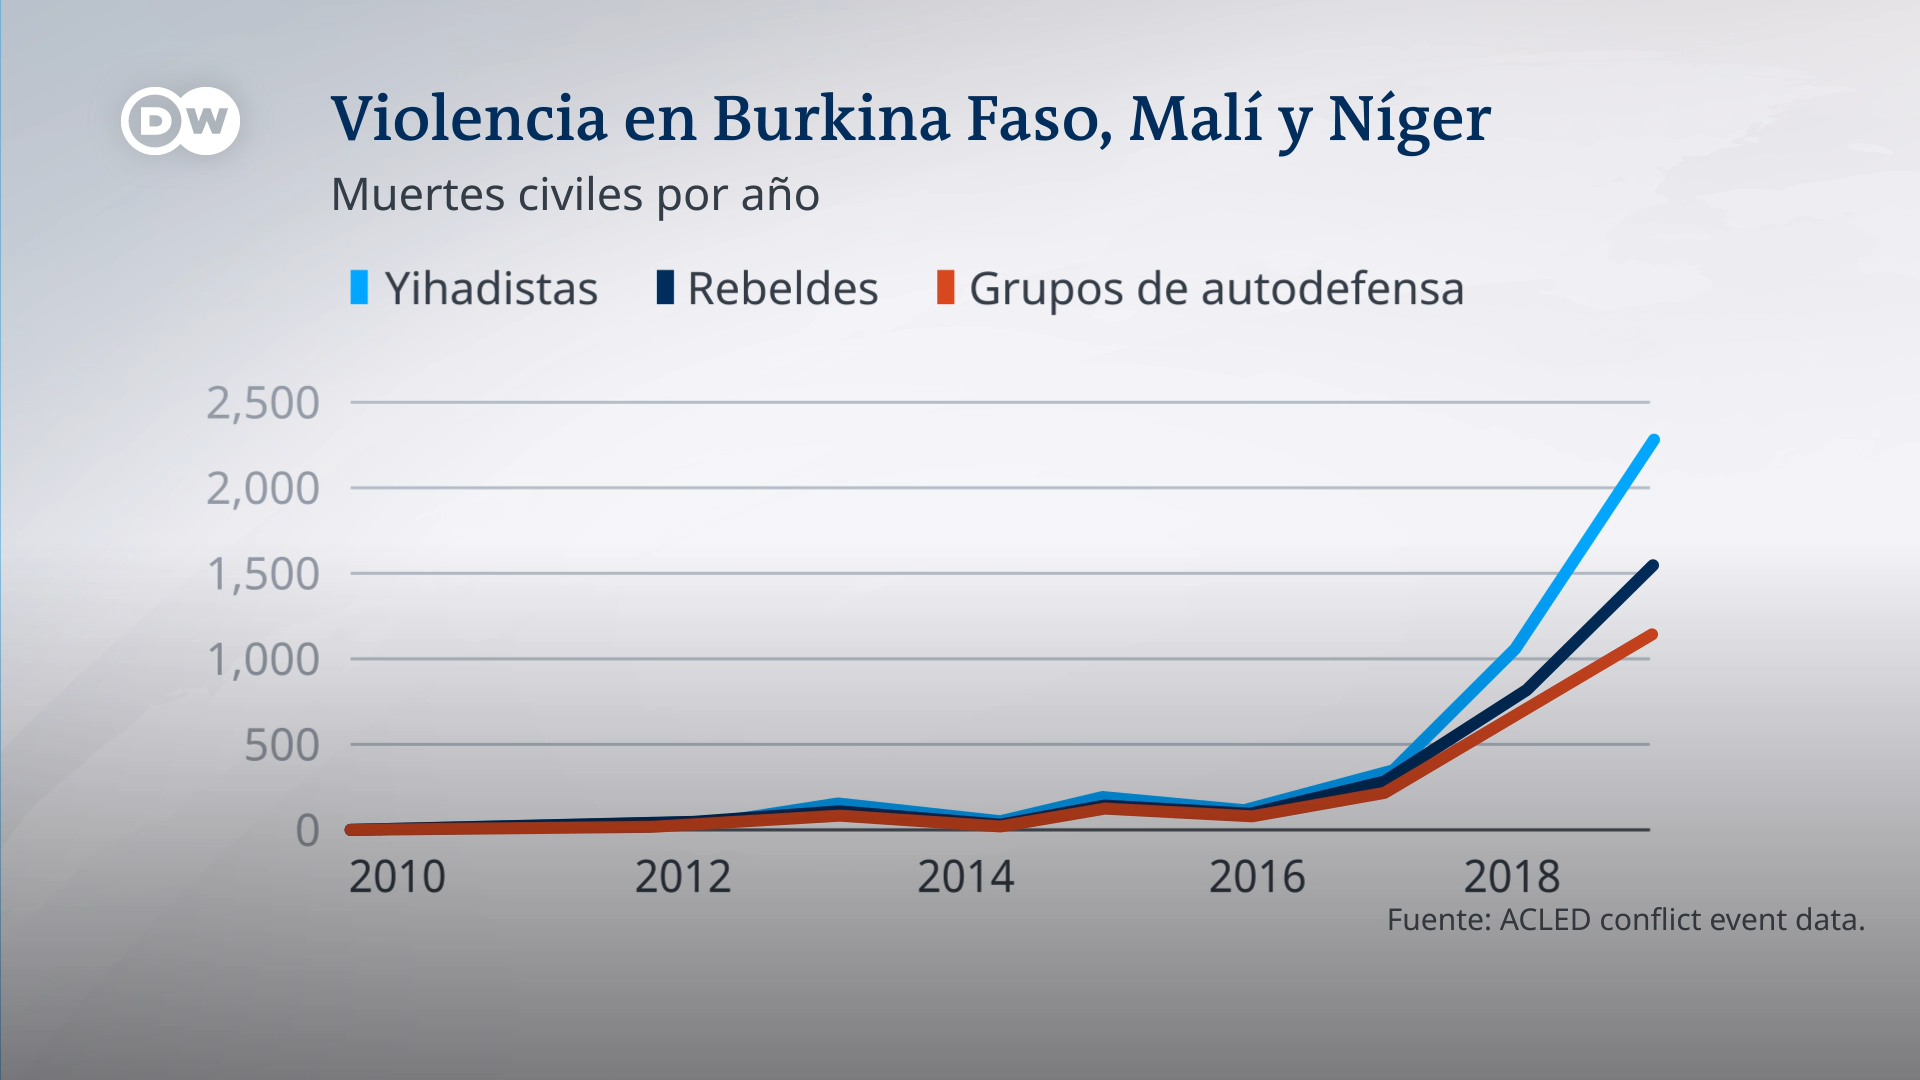 DW
Violencia en Burkina Faso, Malí y Níger
Muertes civiles por año
Yihadistas Rebeldes Grupos de autodefensa
2,500
2,000
1,500
1,000
500
0
2010 2012 2014 2016 2018
Fuente: ACLED conflict event data.